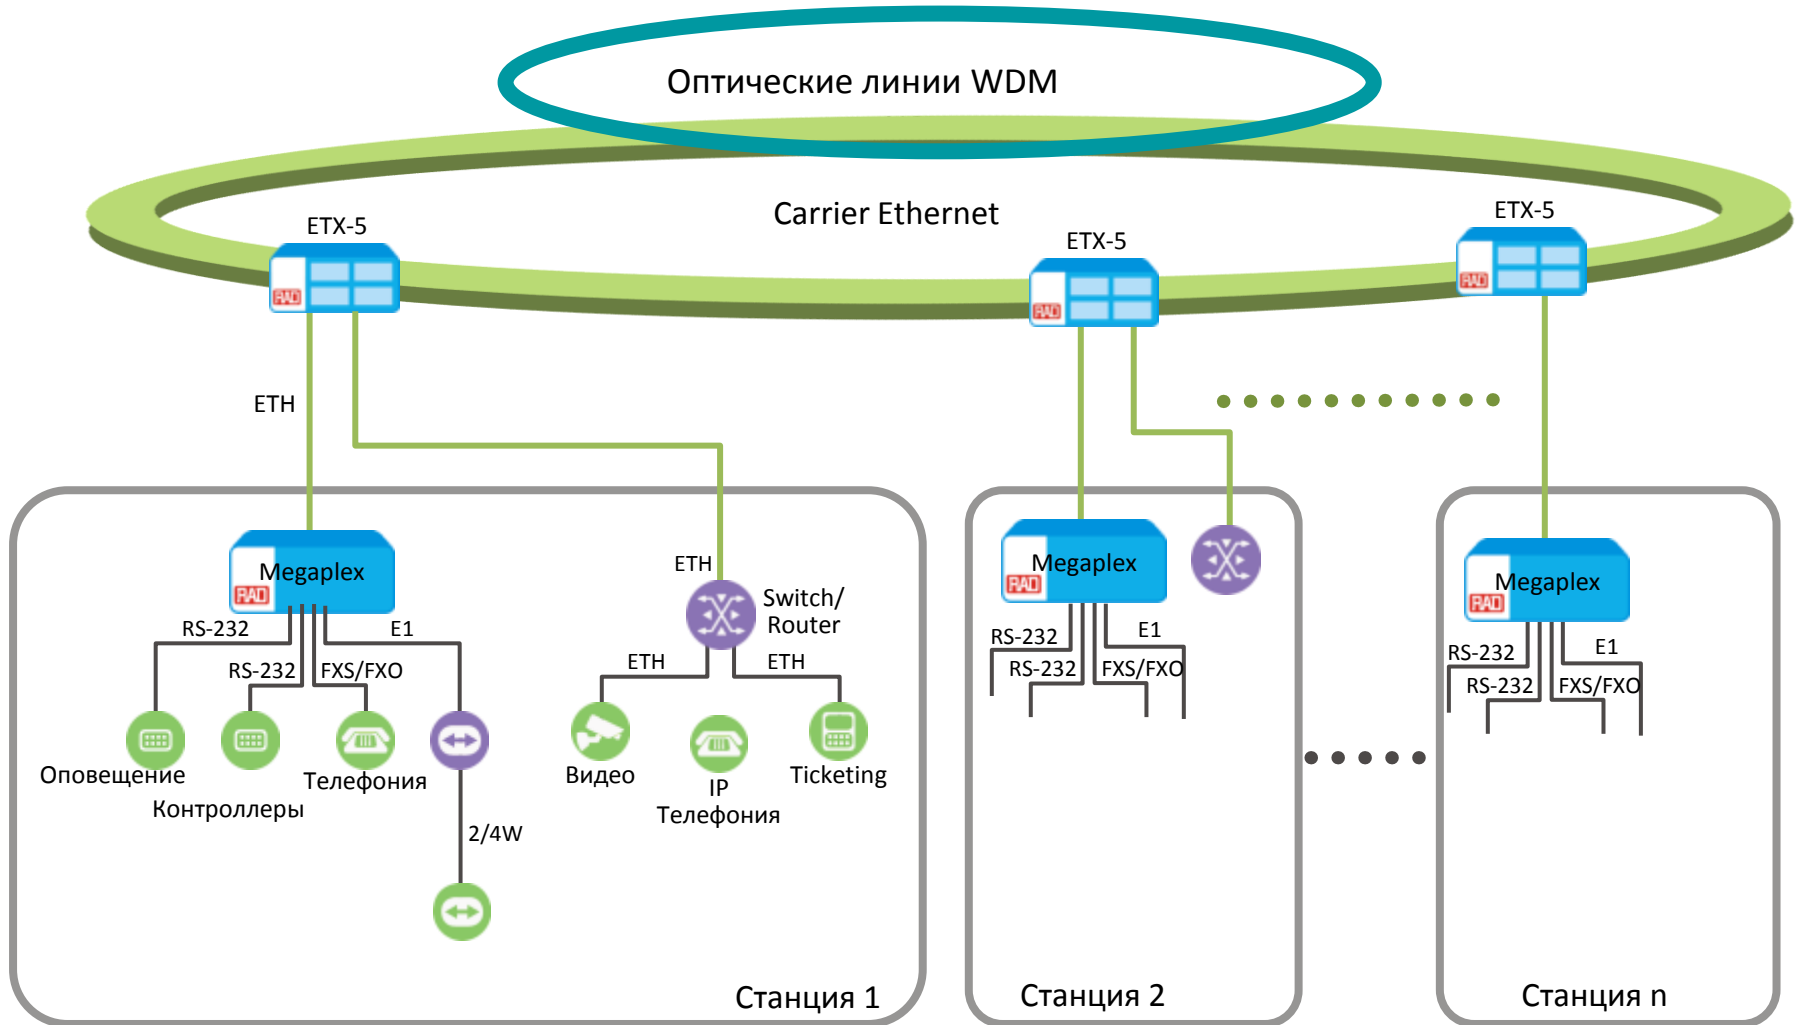 Оптические линии WDM
Carrier Ethernet
ETX-5
ETX-5
ETX-5
RAD
RAD
RAD
ETH
Megaplex
RAD
RS-232
E1
RS-232
FXS/FXO
Оповещение
Контроллеры
Телефония
2/4W
ETH
Switch/
Router
ETH
ETH
Видео
IP
Телефония
Ticketing
Станция 1
Megaplex
RAD
RS-232
E1
RS-232
FXS/FXO
Станция 2
Megaplex
RAD
RS-232
E1
RS-232
FXS/FXO
Станция n